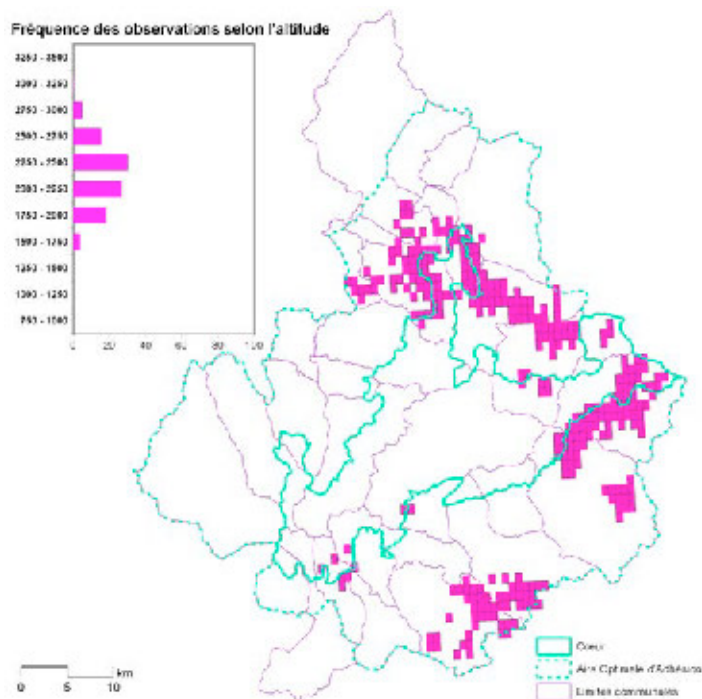 Fréquence des observations selon l'altitude
3250 - 3500
3000 - 3250
2750 - 3000
2500 - 2750
2250 - 2500
2000 - 2250
1750 - 2000
1500 - 1750
1250 - 1500
1000 - 1250
750 - 1000
0 20 40 60 80 100
0 5 10 km
Coeur
Aire Optimale d'Adhésion
Limites communales